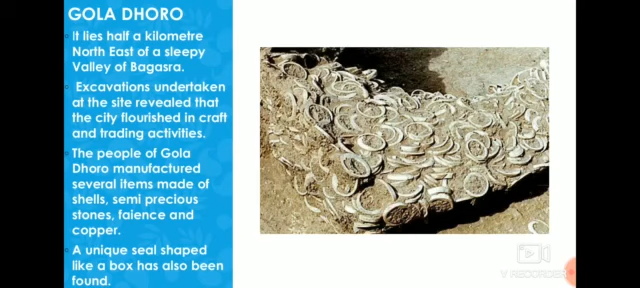 GOLA DHORO
It lies half a kilometre
North East of a sleepy
Valley of Bagasra.
Excavations undertaken
at the site revealed that
the city flourished in craft
and trading activities.
The people of Gola
Dhoro manufactured
several items made of
shells, semi precious
stones, faience and
copper.
A unique seal shaped
like a box has also been
found.
V RECORDER